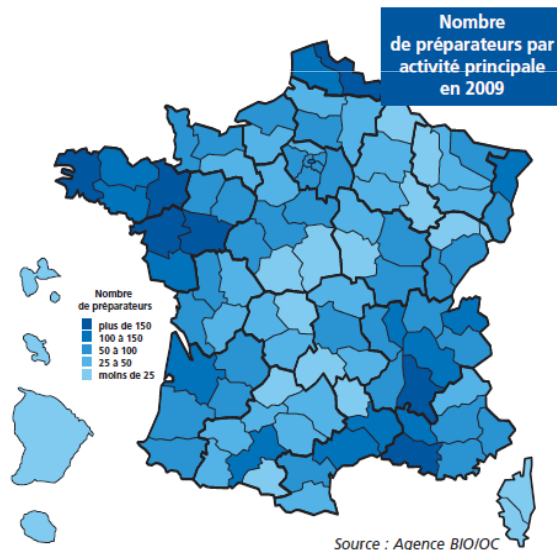 Nombre
de préparateurs par
activité principale
en 2009
Nombre
de préparateurs
plus de 150
100 à 150
50 à 100
25 à 50
moins de 25
Source : Agence BIO/OC